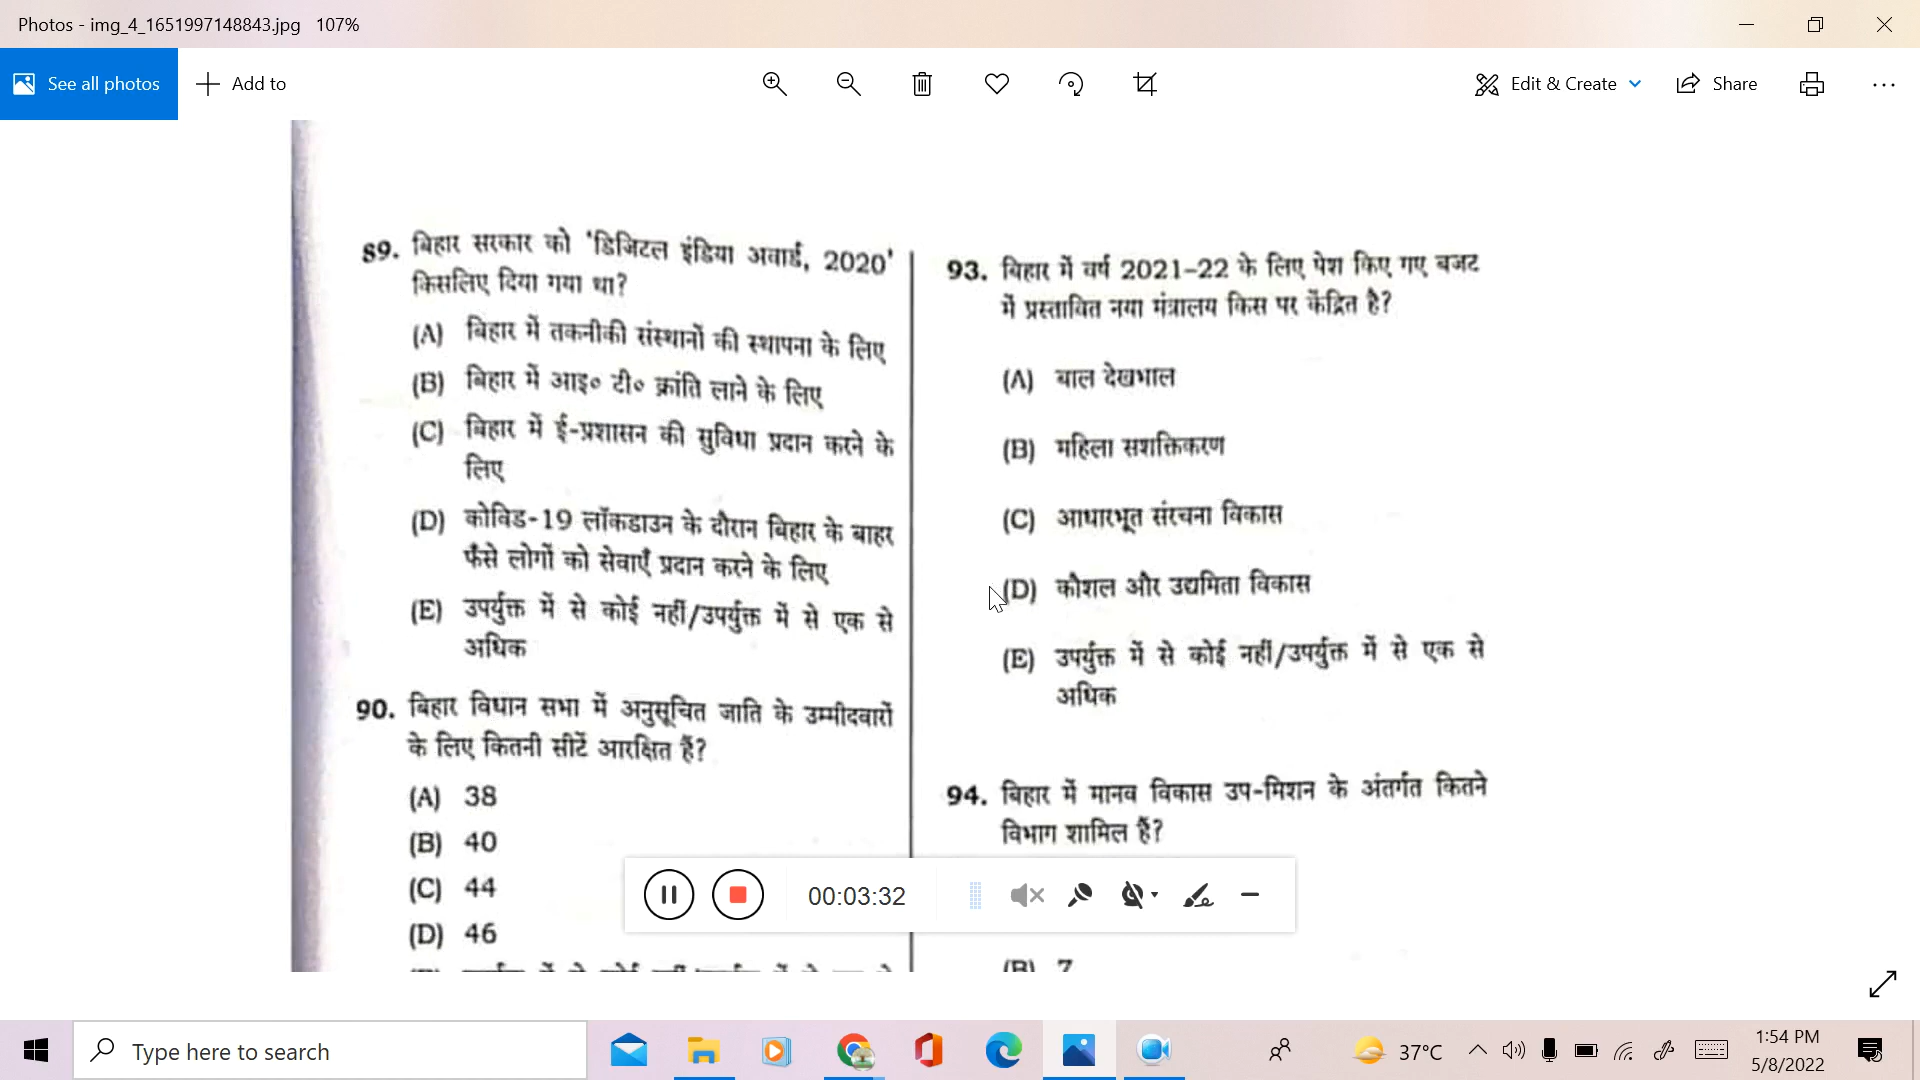 Photos - img_4_1651997148843.jpg 107%
See all photos
Add to
Edit & Create
Share
89. बिहार सरकार को 'डिजिटल इंडिया अवार्ड, 2020'
किसलिए दिया गया था?
(A) बिहार में तकनीकी संस्थानों की स्थापना के लिए
(B) बिहार में आइ० टी० क्रांति लाने के लिए
(C) बिहार में ई-प्रशासन की सुविधा प्रदान करने के
लिए
(D) कोविड-19 लॉकडाउन के दौरान बिहार के बाहर
फँसे लोगों को सेवाएँ प्रदान करने के लिए
(E) उपर्युक्त में से कोई नहीं/उपर्युक्त में से एक से
अधिक
90. बिहार विधान सभा में अनुसूचित जाति के उम्मीदवारों
के लिए कितनी सीटें आरक्षित हैं?
(A) 38
(B) 40
(C) 44
(D) 46
93. बिहार में वर्ष 2021-22 के लिए पेश किए गए बजट
में प्रस्तावित नया मंत्रालय किस पर केंद्रित है?
(A) बाल देखभाल
(B) महिला सशक्तिकरण
(C) आधारभूत संरचना विकास
(D) कौशल और उद्यमिता विकास
(E) उपर्युक्त में से कोई नहीं/उपर्युक्त में से एक से
अधिक
94. बिहार में मानव विकास उप-मिशन के अंतर्गत कितने
विभाग शामिल हैं?
(B) 7
00:03:32
Type here to search
37°C
1:54 PM
5/8/2022